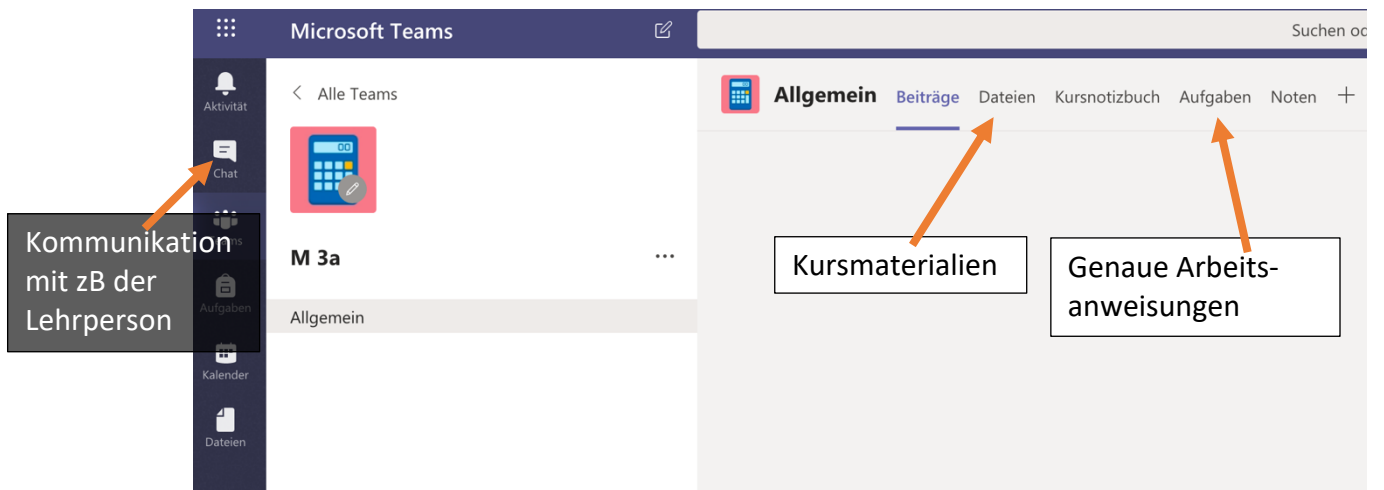 Microsoft Teams
Suchen od
Aktivität
Alle Teams
Allgemein Beiträge Dateien Kursnotizbuch Aufgaben Noten
Chat
Kommunikation
mit zB der
Lehrperson
M 3a
Kursmaterialien
Genaue Arbeits-
anweisungen
Aufgaben
Allgemein
Kalender
Dateien